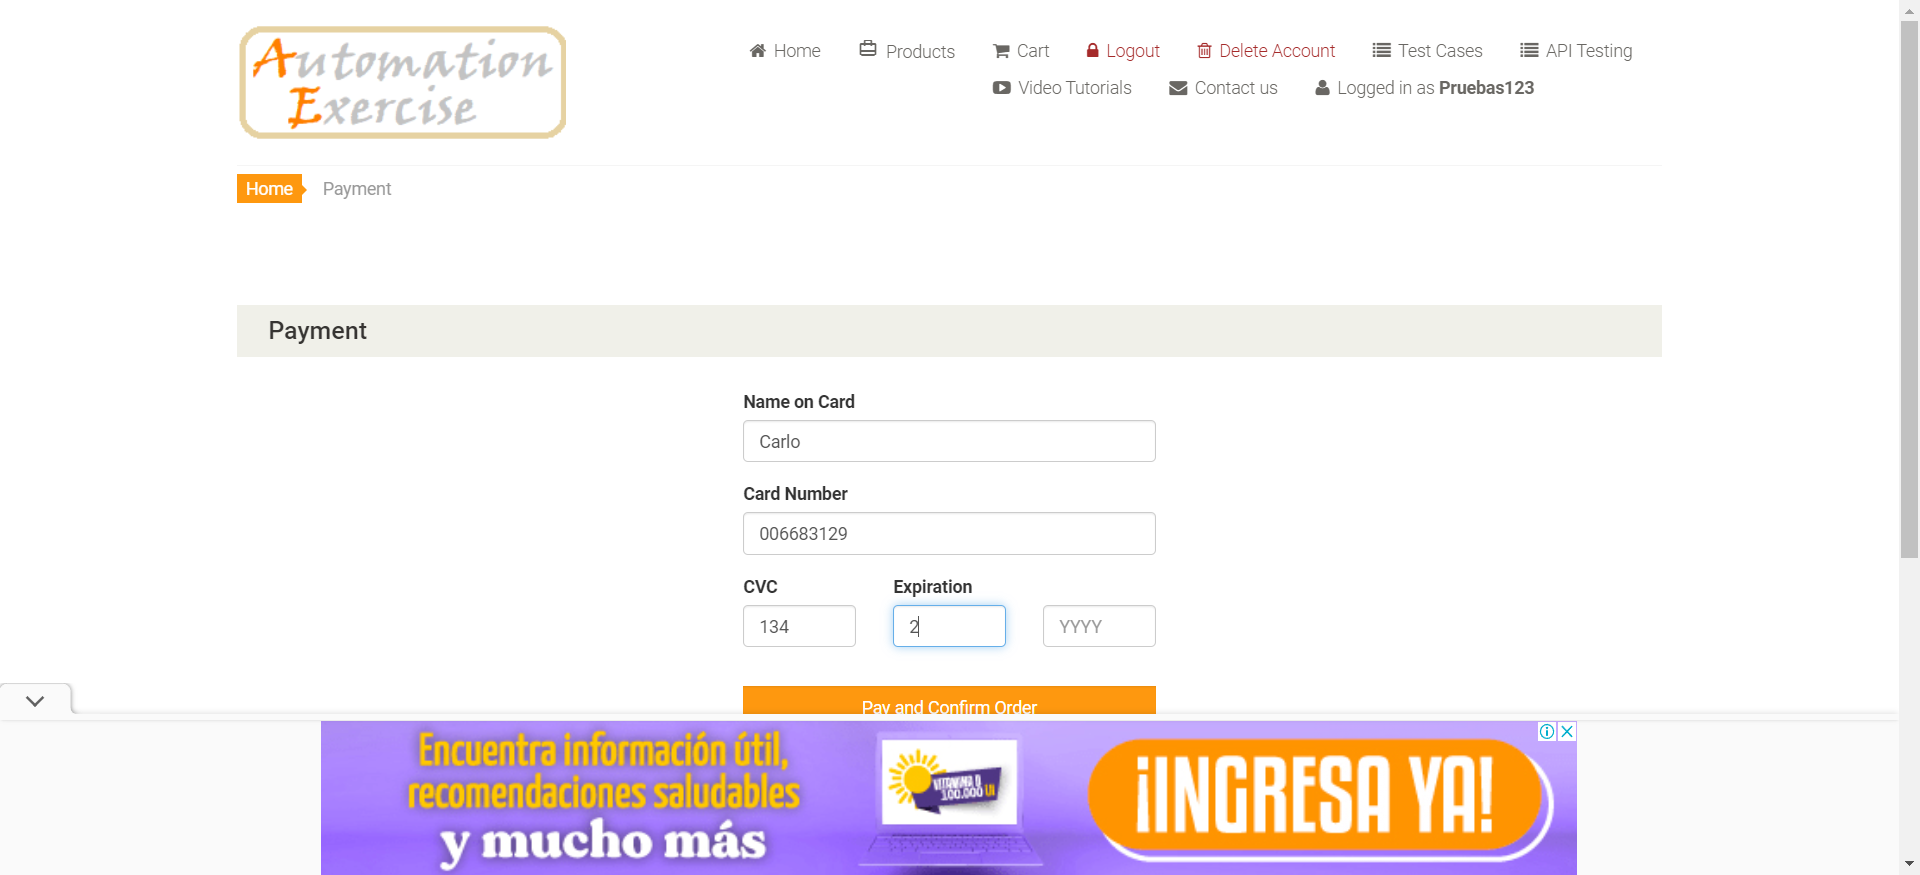 Automation
Exercise
Home
Products
Cart
Logout
Delete Account
Test Cases
API Testing
Video Tutorials
Contact us
Logged in as Pruebas123
Home
Payment
Payment
Name on Card
Carlo
Card Number
006683129
CVC
Expiration
134
2
YYYY
Pay and Confirm Order
Encuentra información útil,
recomendaciones saludables
y mucho más
VITAMINA D
100.000 UI
¡INGRESA YA!